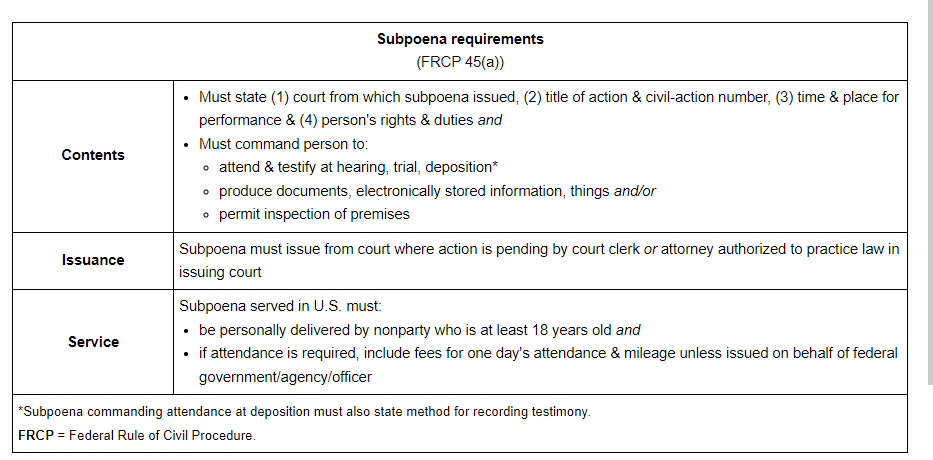 Subpoena requirements
(FRCP 45(a))
• Must state (1) court from which subpoena issued, (2) title of action & civil-action number, (3) time & place for
performance & (4) person's rights & duties and
• Must command person to:
Contents
◦ attend & testify at hearing, trial, deposition*
◦ produce documents, electronically stored information, things and/or
◦ permit inspection of premises
Issuance
Subpoena must issue from court where action is pending by court clerk or attorney authorized to practice law in
issuing court
Service
Subpoena served in U.S. must:
• be personally delivered by nonparty who is at least 18 years old and
• if attendance is required, include fees for one day's attendance & mileage unless issued on behalf of federal
government/agency/officer
*Subpoena commanding attendance at deposition must also state method for recording testimony.
FRCP = Federal Rule of Civil Procedure.